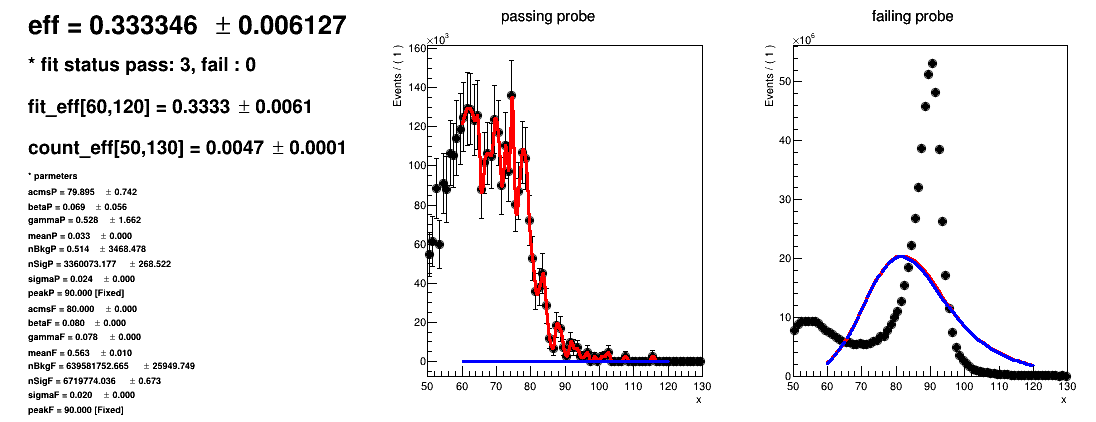 eff = 0.333346 ± 0.006127
* fit status pass: 3, fail : 0
fit_eff[60,120] = 0.3333 ± 0.0061
count_eff[50,130] = 0.0047 ± 0.0001
* parmeters
acmsP = 79.895 ± 0.742
betaP = 0.069 ± 0.056
gammaP = 0.528 ± 1.662
meanP = 0.033 ± 0.000
nBkgP = 0.514 ± 3468.478
nSigP = 3360073.177 ± 268.522
sigmaP = 0.024 ± 0.000
peakP = 90.000 [Fixed]
acmsF = 80.000 ± 0.000
betaF = 0.080 ± 0.000
gammaF = 0.078 ± 0.000
meanF = 0.563 ± 0.010
nBkgF = 639581752.665 ± 25949.749
nSigF = 6719774.036 ± 0.673
sigmaF = 0.020 ± 0.000
peakF = 90.000 [Fixed]
passing probe
×10³
Events / ( 1 )
160
140
120
100
80
60
40
20
0
50 60 70 80 90 100 110 120 130
x
failing probe
×10⁶
Events / ( 1 )
50
40
30
20
10
0
50 60 70 80 90 100 110 120 130
x